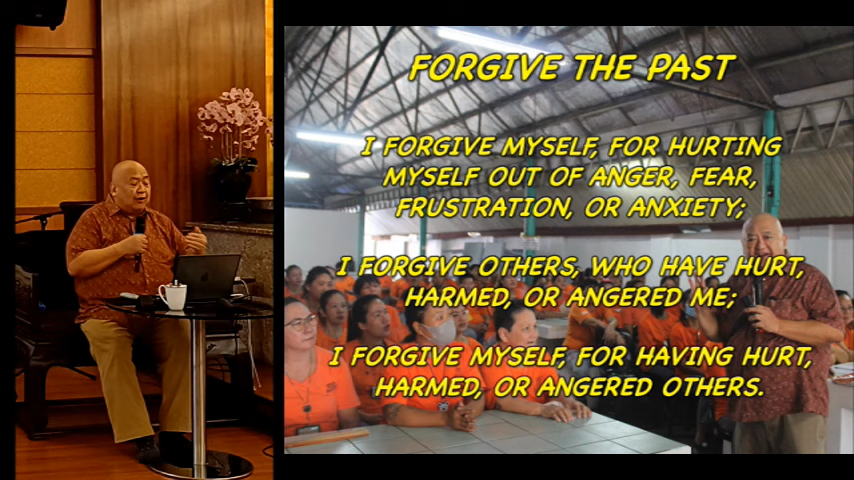 FORGIVE THE PAST
I FORGIVE MYSELF, FOR HURTING
MYSELF OUT OF ANGER, FEAR,
FRUSTRATION, OR ANXIETY;
I FORGIVE OTHERS, WHO HAVE HURT,
HARMED, OR ANGERED ME;
I FORGIVE MYSELF, FOR HAVING HURT,
HARMED, OR ANGERED OTHERS.